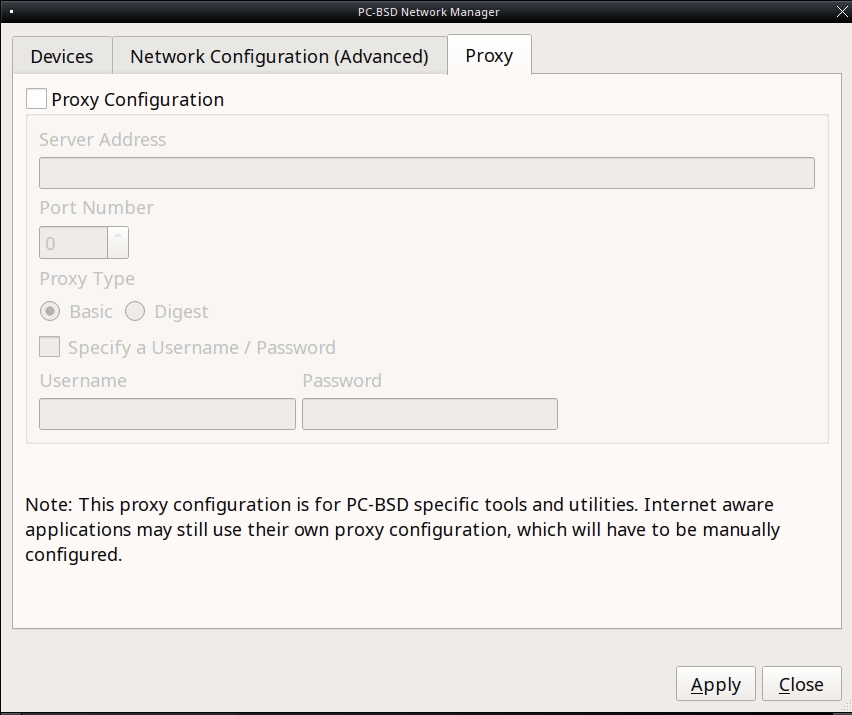 PC-BSD Network Manager
Devices
Network Configuration (Advanced)
Proxy
Proxy Configuration
Server Address
Port Number
0
Proxy Type
Basic
Digest
Specify a Username / Password
Username
Password
Note: This proxy configuration is for PC-BSD specific tools and utilities. Internet aware
applications may still use their own proxy configuration, which will have to be manually
configured.
Apply
Close